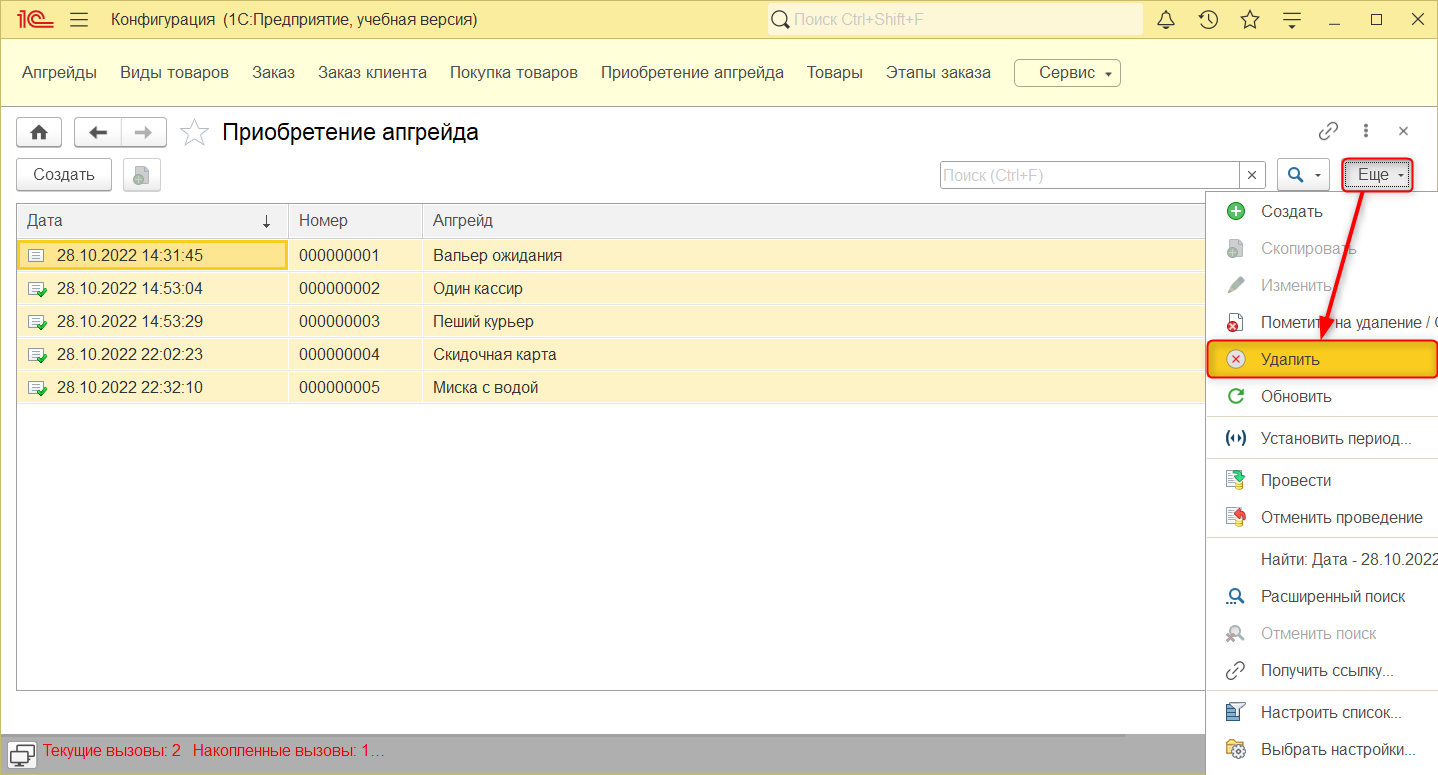 1С Конфигурация (1С:Предприятие, учебная версия) Поиск Ctrl+Shift+F
Апгрейды Виды товаров Заказ Заказ клиента Покупка товаров Приобретение апгрейда Товары Этапы заказа Сервис
Приобретение апгрейда
Создать Поиск (Ctrl+F) Еще
Дата Номер Апгрейд
28.10.2022 14:31:45 000000001 Вальер ожидания
28.10.2022 14:53:04 000000002 Один кассир
28.10.2022 14:53:29 000000003 Пеший курьер
28.10.2022 22:02:23 000000004 Скидочная карта
28.10.2022 22:32:10 000000005 Миска с водой
Создать
Скопировать
Изменить
Пометить на удаление /
Удалить
Обновить
Установить период...
Провести
Отменить проведение
Найти: Дата - 28.10.2022
Расширенный поиск
Отменить поиск
Получить ссылку...
Настроить список...
Выбрать настройки...
Текущие вызовы: 2 Накопленные вызовы: 1...